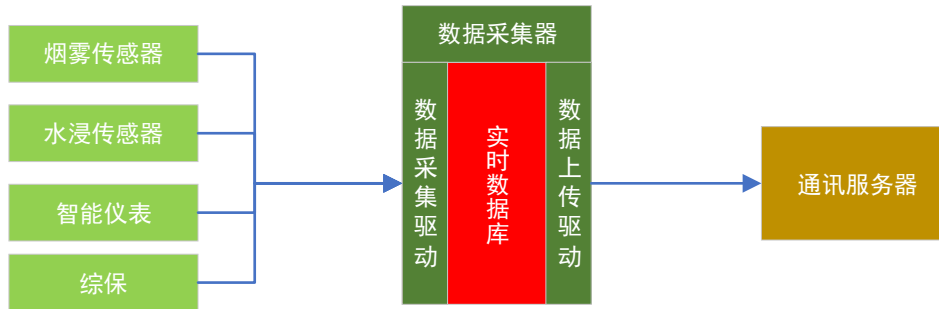 烟雾传感器
水浸传感器
智能仪表
综保
数据采集器
数据采集驱动
实时数据库
数据上传驱动
通讯服务器